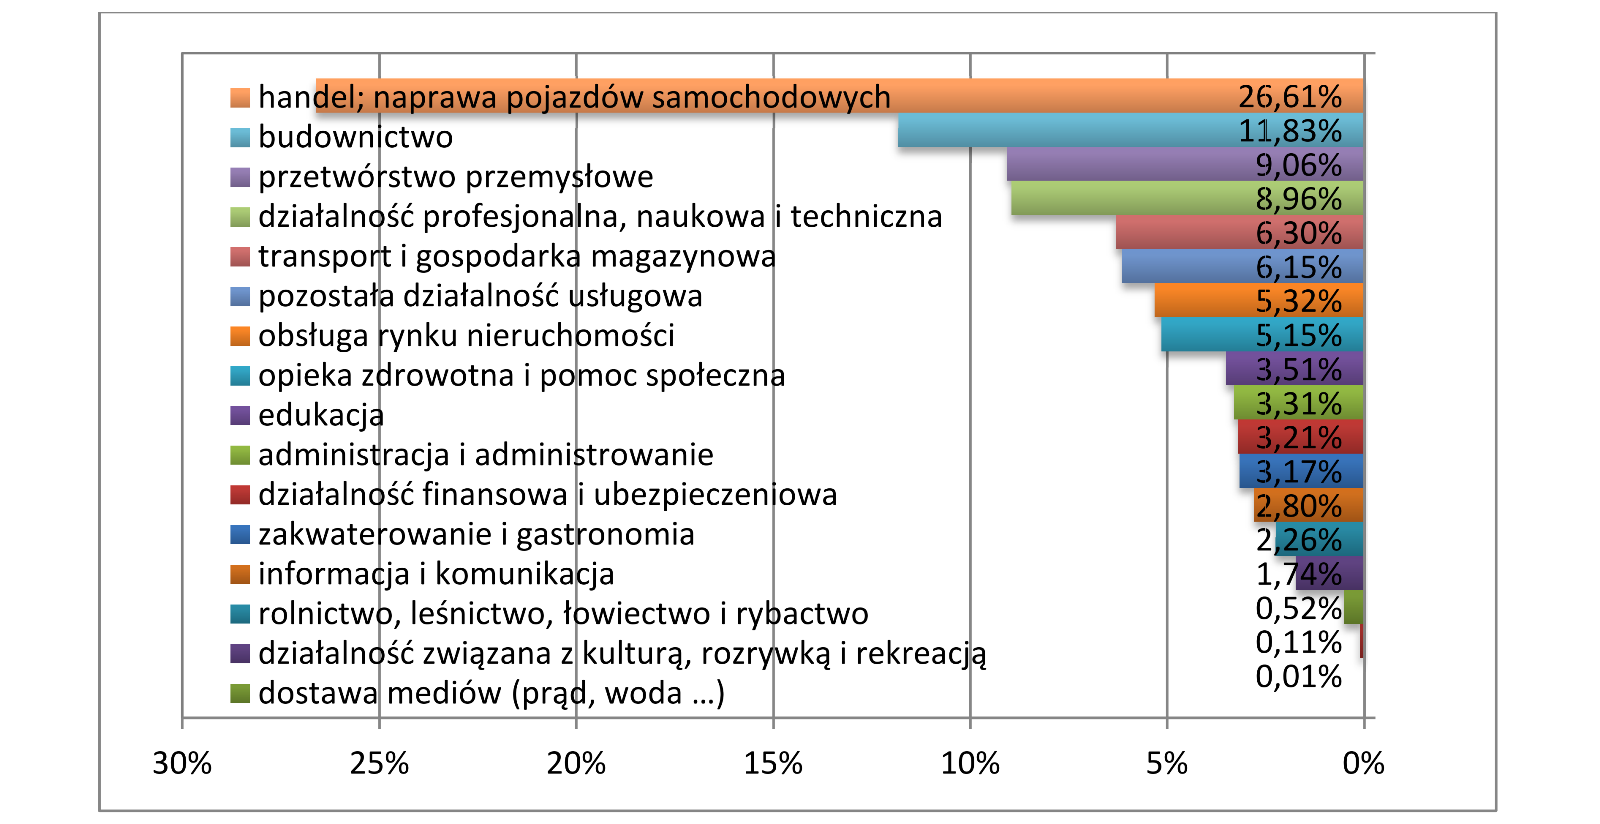 handel; naprawa pojazdów samochodowych 26,61%
budownictwo 11,83%
przetwórstwo przemysłowe 9,06%
działalność profesjonalna, naukowa i techniczna 8,96%
transport i gospodarka magazynowa 6,30%
pozostała działalność usługowa 6,15%
obsługa rynku nieruchomości 5,32%
opieka zdrowotna i pomoc społeczna 5,15%
edukacja 3,51%
administracja i administrowanie 3,31%
działalność finansowa i ubezpieczeniowa 3,21%
zakwaterowanie i gastronomia 3,17%
informacja i komunikacja 2,80%
rolnictwo, leśnictwo, łowiectwo i rybactwo 2,26%
działalność związana z kulturą, rozrywką i rekreacją 1,74%
dostawa mediów (prąd, woda ...) 0,52%
0,11%
0,01%
30% 25% 20% 15% 10% 5% 0%